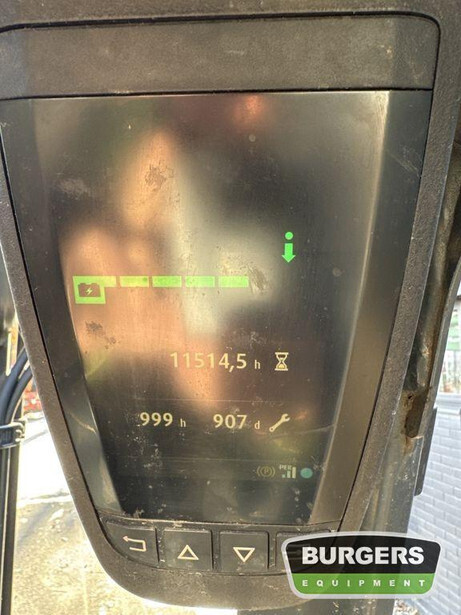 11514,5 h
999 h 907 d
(P)
BURGERS
EQUIPMENT